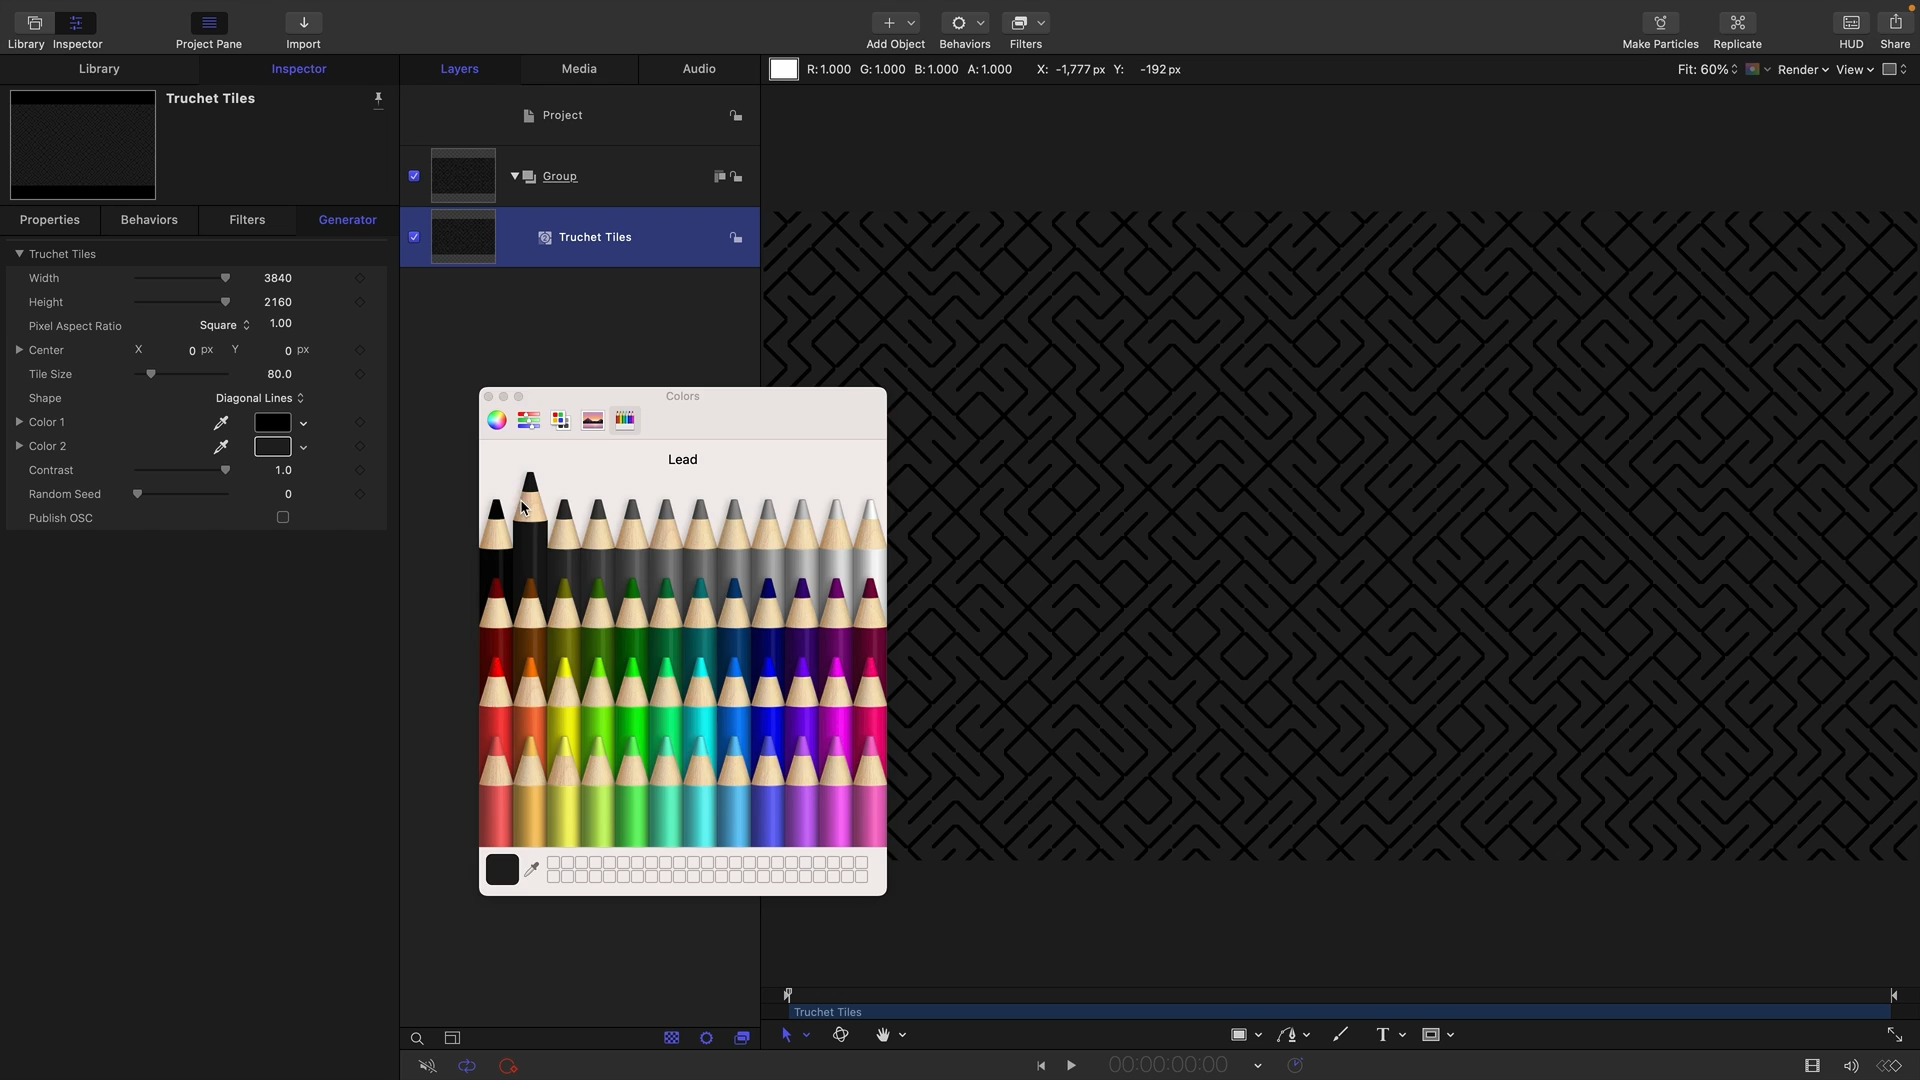 Library Inspector
Project Pane
Import
Add Object
Behaviors
Filters
Make Particles
Replicate
HUD
Share
Library
Inspector
Layers
Media
Audio
R:1.000 G:1.000 B:1.000 A:1.000 X: -1,777 px Y: -192 px
Fit: 60%
Render
View
Truchet Tiles
Project
Group
Truchet Tiles
Properties
Behaviors
Filters
Generator
Truchet Tiles
Width 3840
Height 2160
Pixel Aspect Ratio Square 1.00
Center X 0 px Y 0 px
Tile Size 80.0
Shape Diagonal Lines
Color 1
Color 2
Contrast 1.0
Random Seed 0
Publish OSC
Colors
Lead
Truchet Tiles
T
00:00:00:00